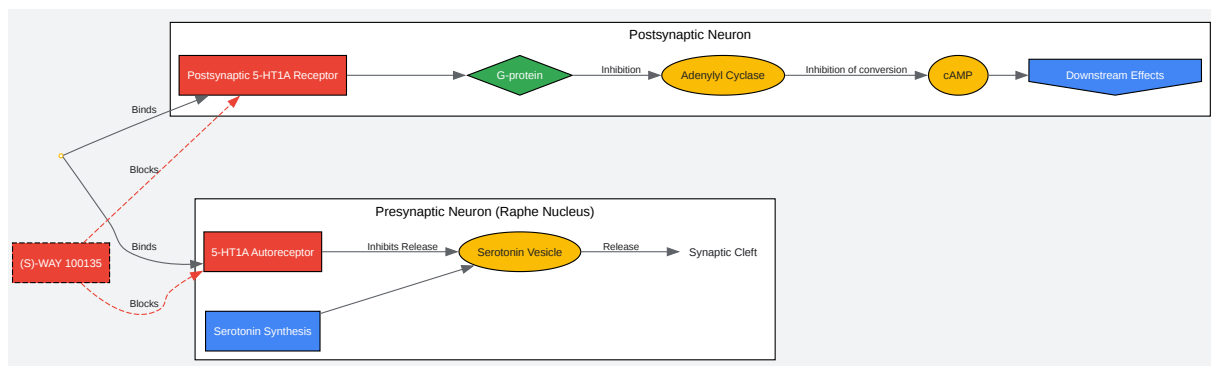 Postsynaptic Neuron
Postsynaptic 5-HT1A Receptor
G-protein
Inhibition
Adenylyl Cyclase
Inhibition of conversion
cAMP
Downstream Effects
Binds
Blocks
Presynaptic Neuron (Raphe Nucleus)
Binds
5-HT1A Autoreceptor
Inhibits Release
Serotonin Vesicle
Release
Synaptic Cleft
(S)-WAY 100135
Blocks
Serotonin Synthesis